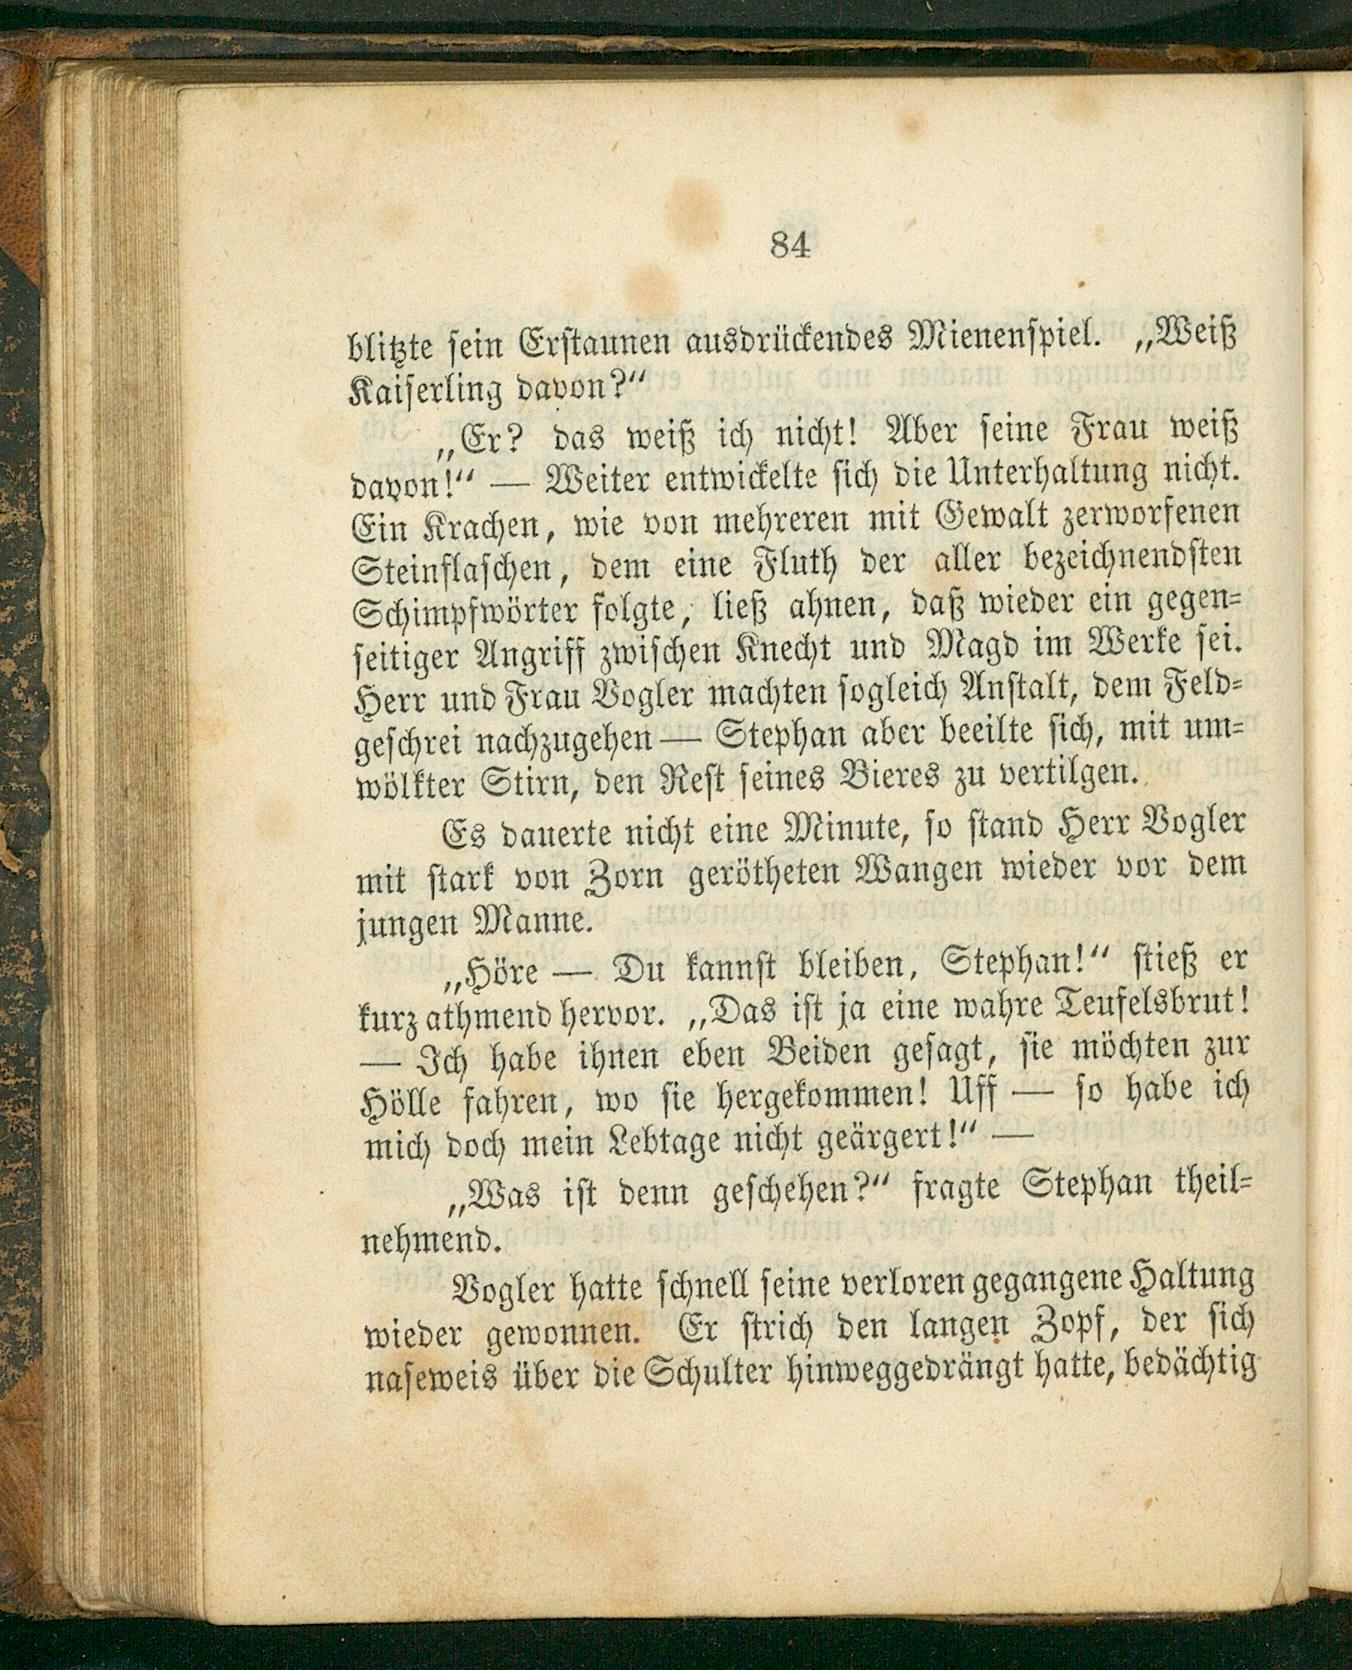 84
blitzte sein Erstaunen ausdrückendes Mienenspiel. „Weiß
Kaiserling davon?“
„Er? das weiß ich nicht! Aber seine Frau weiß
davon!“ — Weiter entwickelte sich die Unterhaltung nicht.
Ein Krachen, wie von mehreren mit Gewalt zerworfenen
Steinflaschen, dem eine Fluth der aller bezeichnendsten
Schimpfwörter folgte, ließ ahnen, daß wieder ein gegen-
seitiger Angriff zwischen Knecht und Magd im Werke sei.
Herr und Frau Vogler machten sogleich Anstalt, dem Feld-
geschrei nachzugehen — Stephan aber beeilte sich, mit um-
wölkter Stirn, den Rest seines Bieres zu vertilgen.
Es dauerte nicht eine Minute, so stand Herr Vogler
mit stark von Zorn gerötheten Wangen wieder vor dem
jungen Manne.
„Höre — Du kannst bleiben, Stephan!“ stieß er
kurz athmend hervor. „Das ist ja eine wahre Teufelsbrut!
— Ich habe ihnen eben Beiden gesagt, sie möchten zur
Hölle fahren, wo sie hergekommen! Uff — so habe ich
mich doch mein Lebtage nicht geärgert!“ —
„Was ist denn geschehen?“ fragte Stephan theil-
nehmend.
Vogler hatte schnell seine verloren gegangene Haltung
wieder gewonnen. Er strich den langen Zopf, der sich
naseweis über die Schulter hinweggedrängt hatte, bedächtig